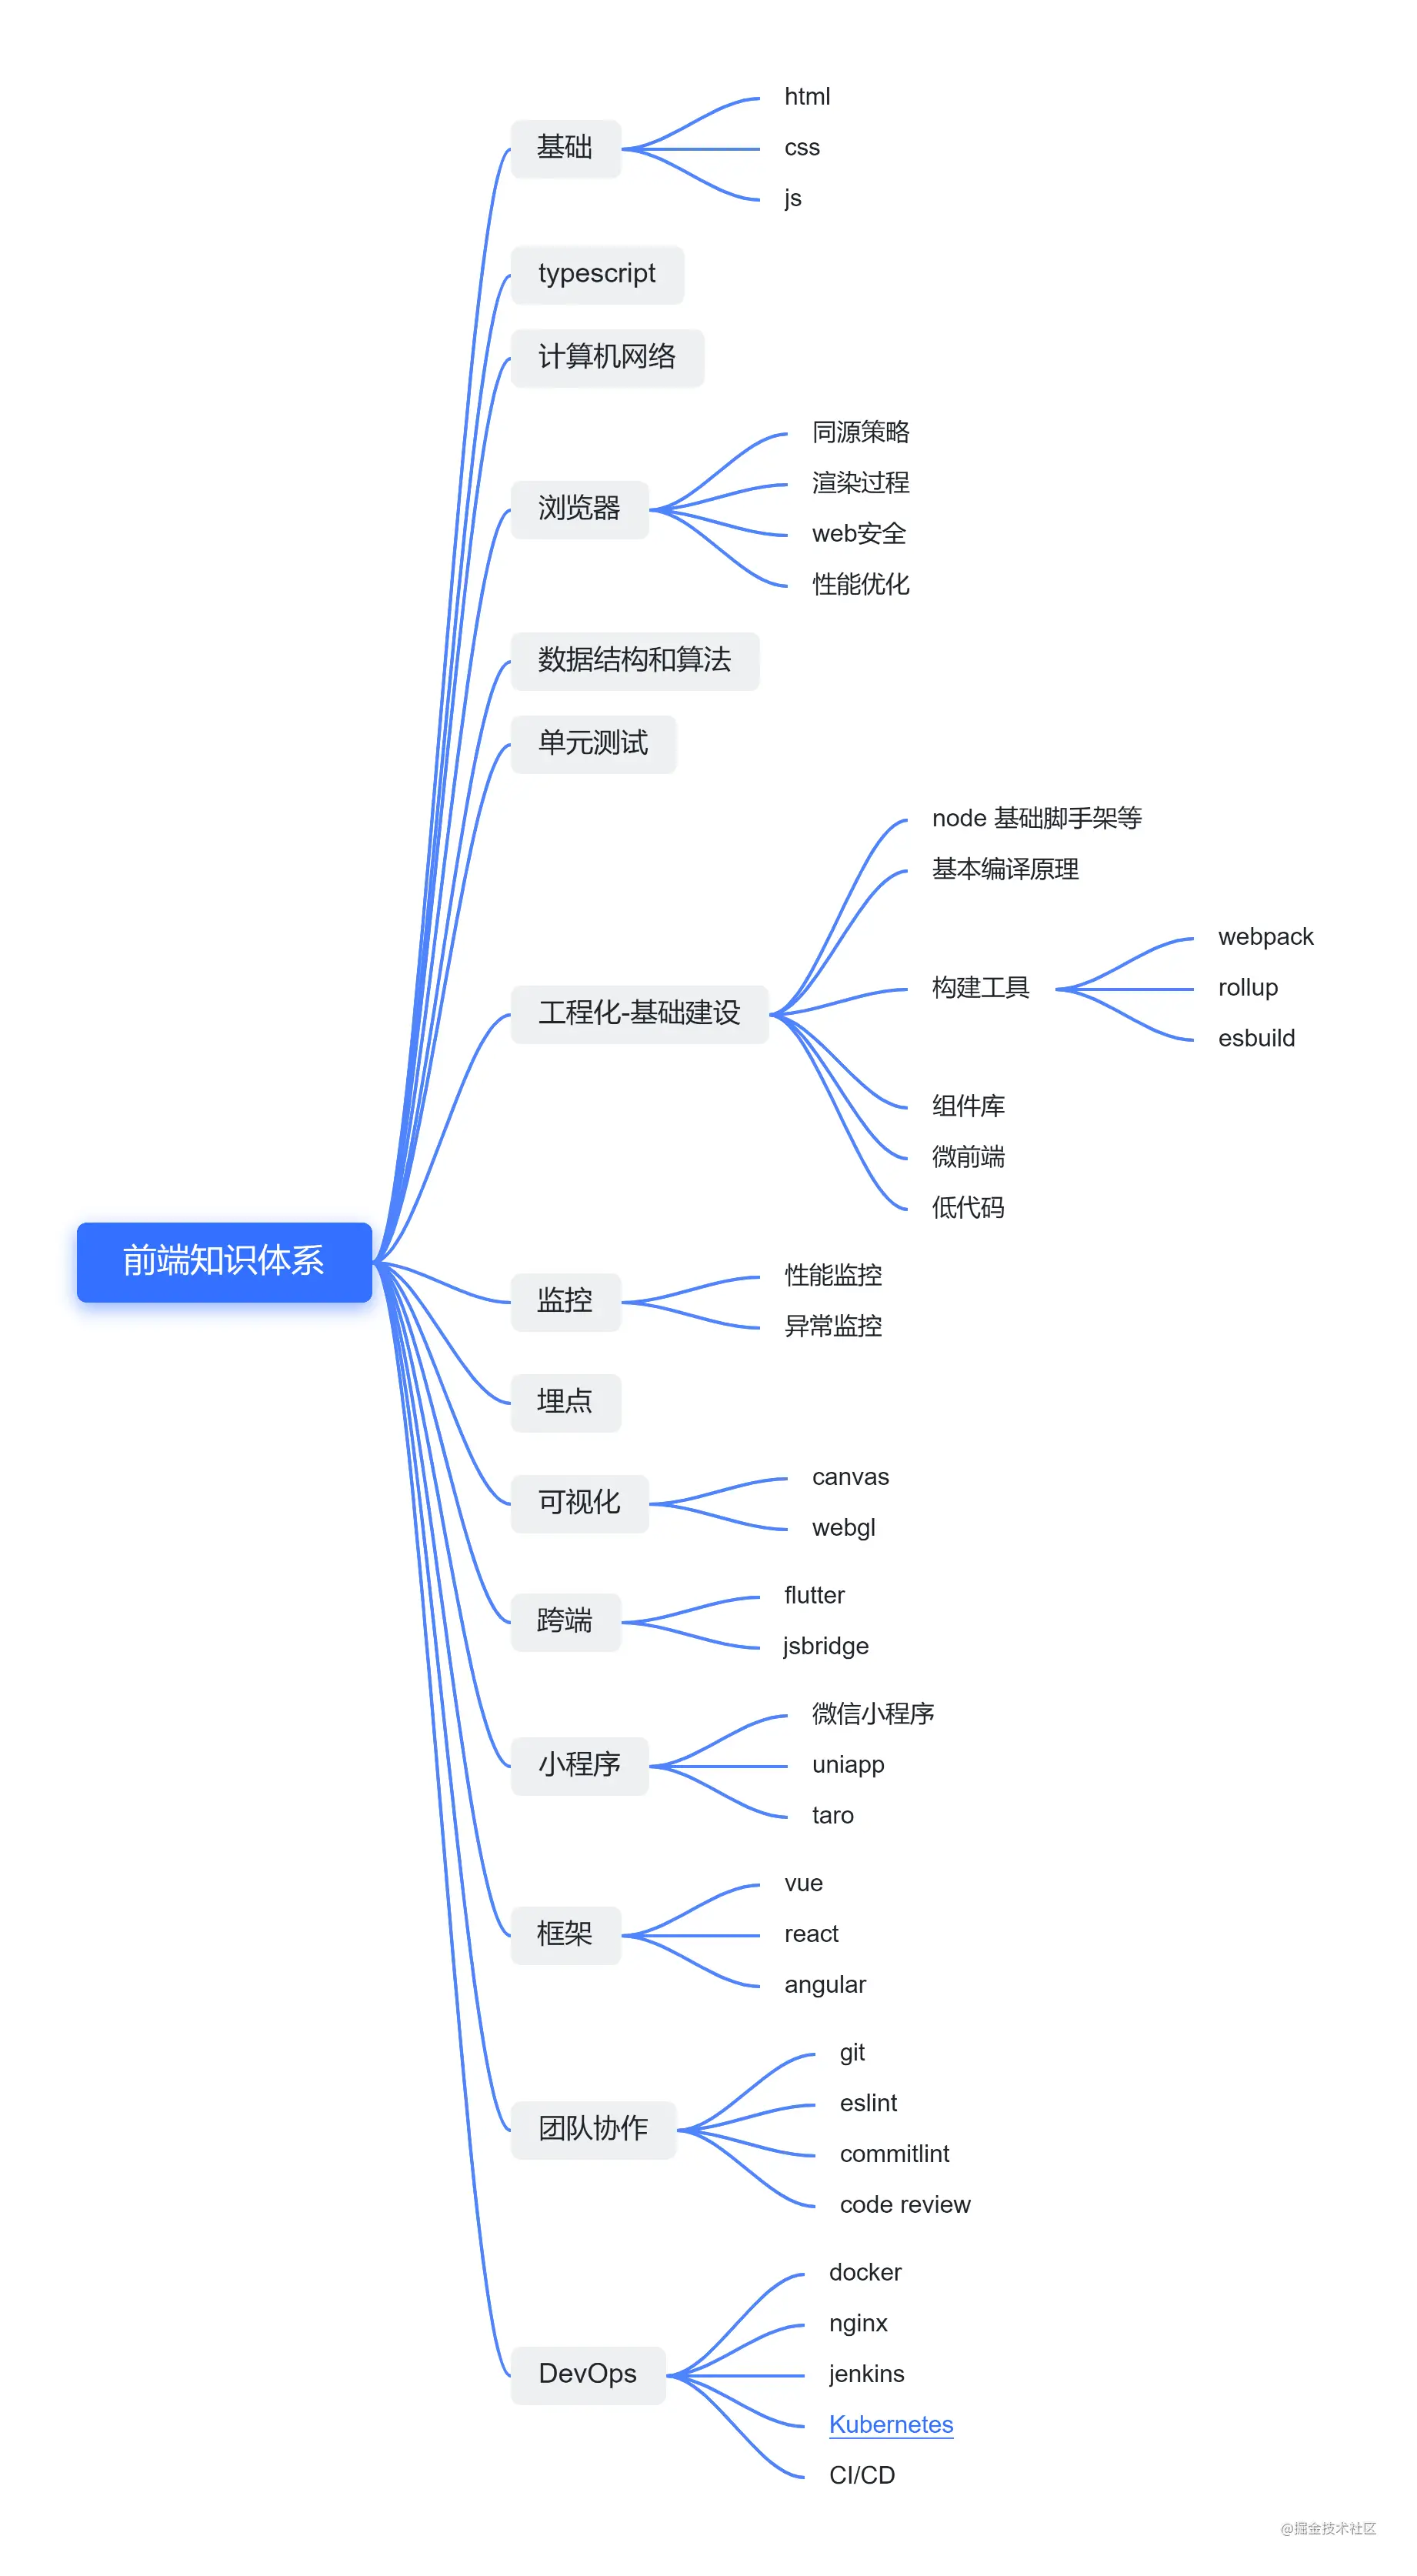 前端知识体系
基础
html
css
js
typescript
计算机网络
浏览器
同源策略
渲染过程
web安全
性能优化
数据结构和算法
单元测试
工程化-基础建设
node 基础脚手架等
基本编译原理
构建工具
webpack
rollup
esbuild
组件库
微前端
低代码
监控
性能监控
异常监控
埋点
可视化
canvas
webgl
跨端
flutter
jsbridge
小程序
微信小程序
uniapp
taro
框架
vue
react
angular
团队协作
git
eslint
commitlint
code review
DevOps
docker
nginx
jenkins
Kubernetes
CI/CD
@掘金技术社区